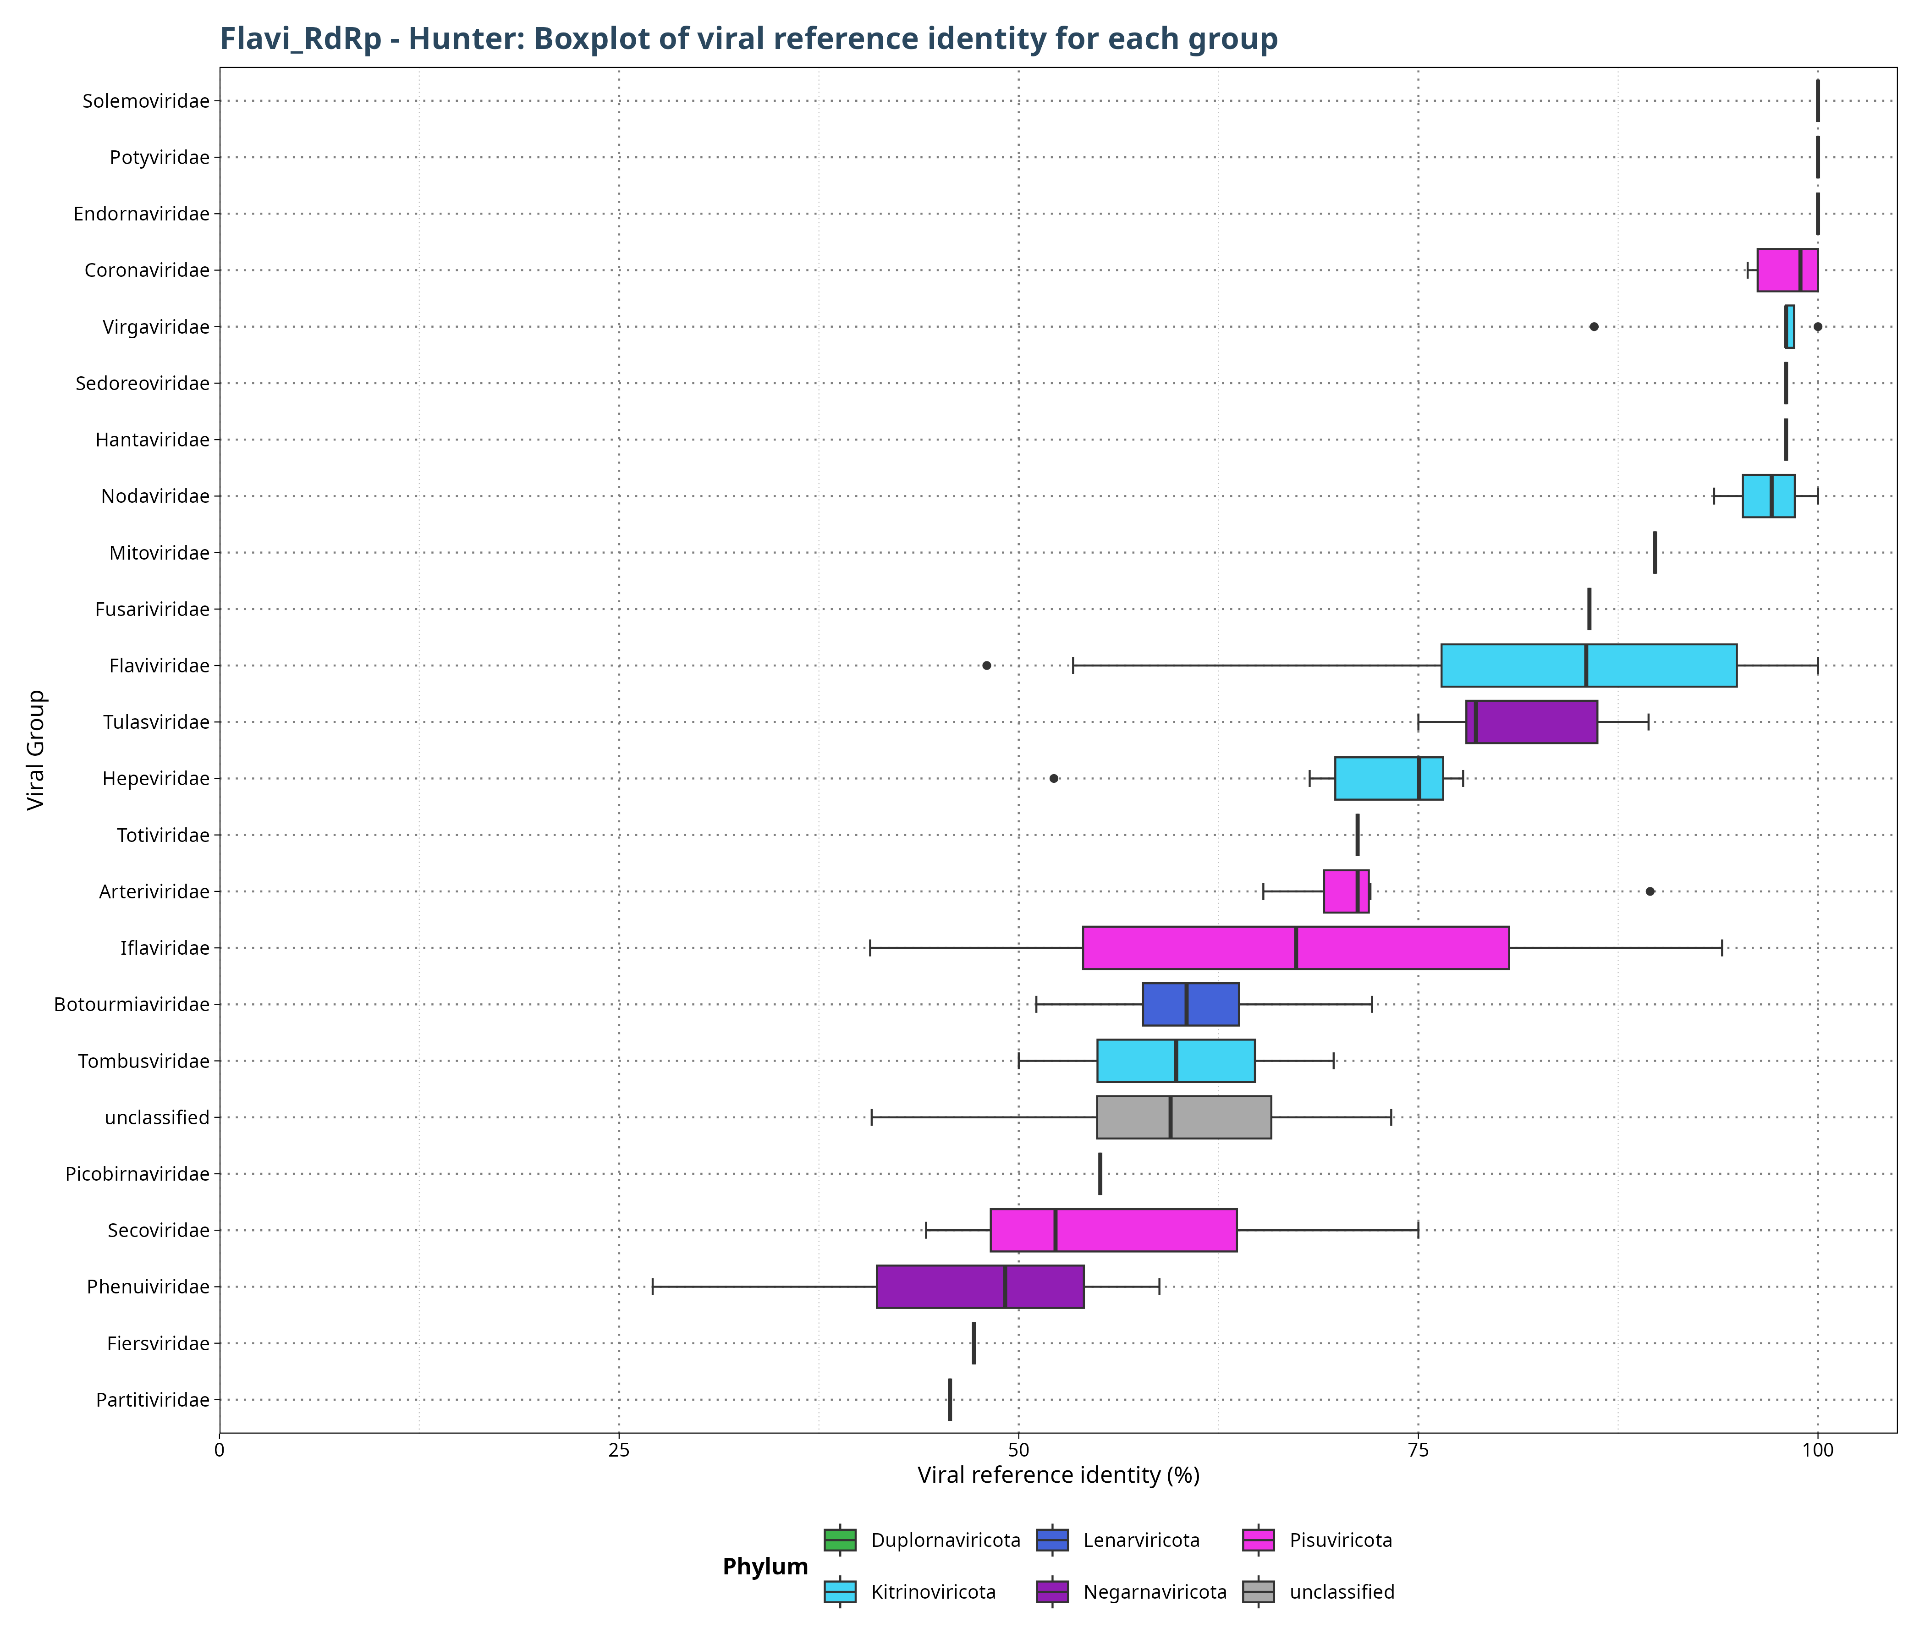 Flavi_RdRp - Hunter: Boxplot of viral reference identity for each group
Viral Group
Solemoviridae
Potyviridae
Endornaviridae
Coronaviridae
Virgaviridae
Sedoreoviridae
Hantaviridae
Nodaviridae
Mitoviridae
Fusariviridae
Flaviviridae
Tulasviridae
Hepeviridae
Totiviridae
Arteriviridae
Iflaviridae
Botourmiaviridae
Tombusviridae
unclassified
Picobirnaviridae
Secoviridae
Phenuiviridae
Fiersviridae
Partitiviridae
0 25 50 75 100
Viral reference identity (%)
Phylum
Duplornaviricota Lenarviricota Pisuviricota
Kitrinoviricota Negarnaviricota unclassified